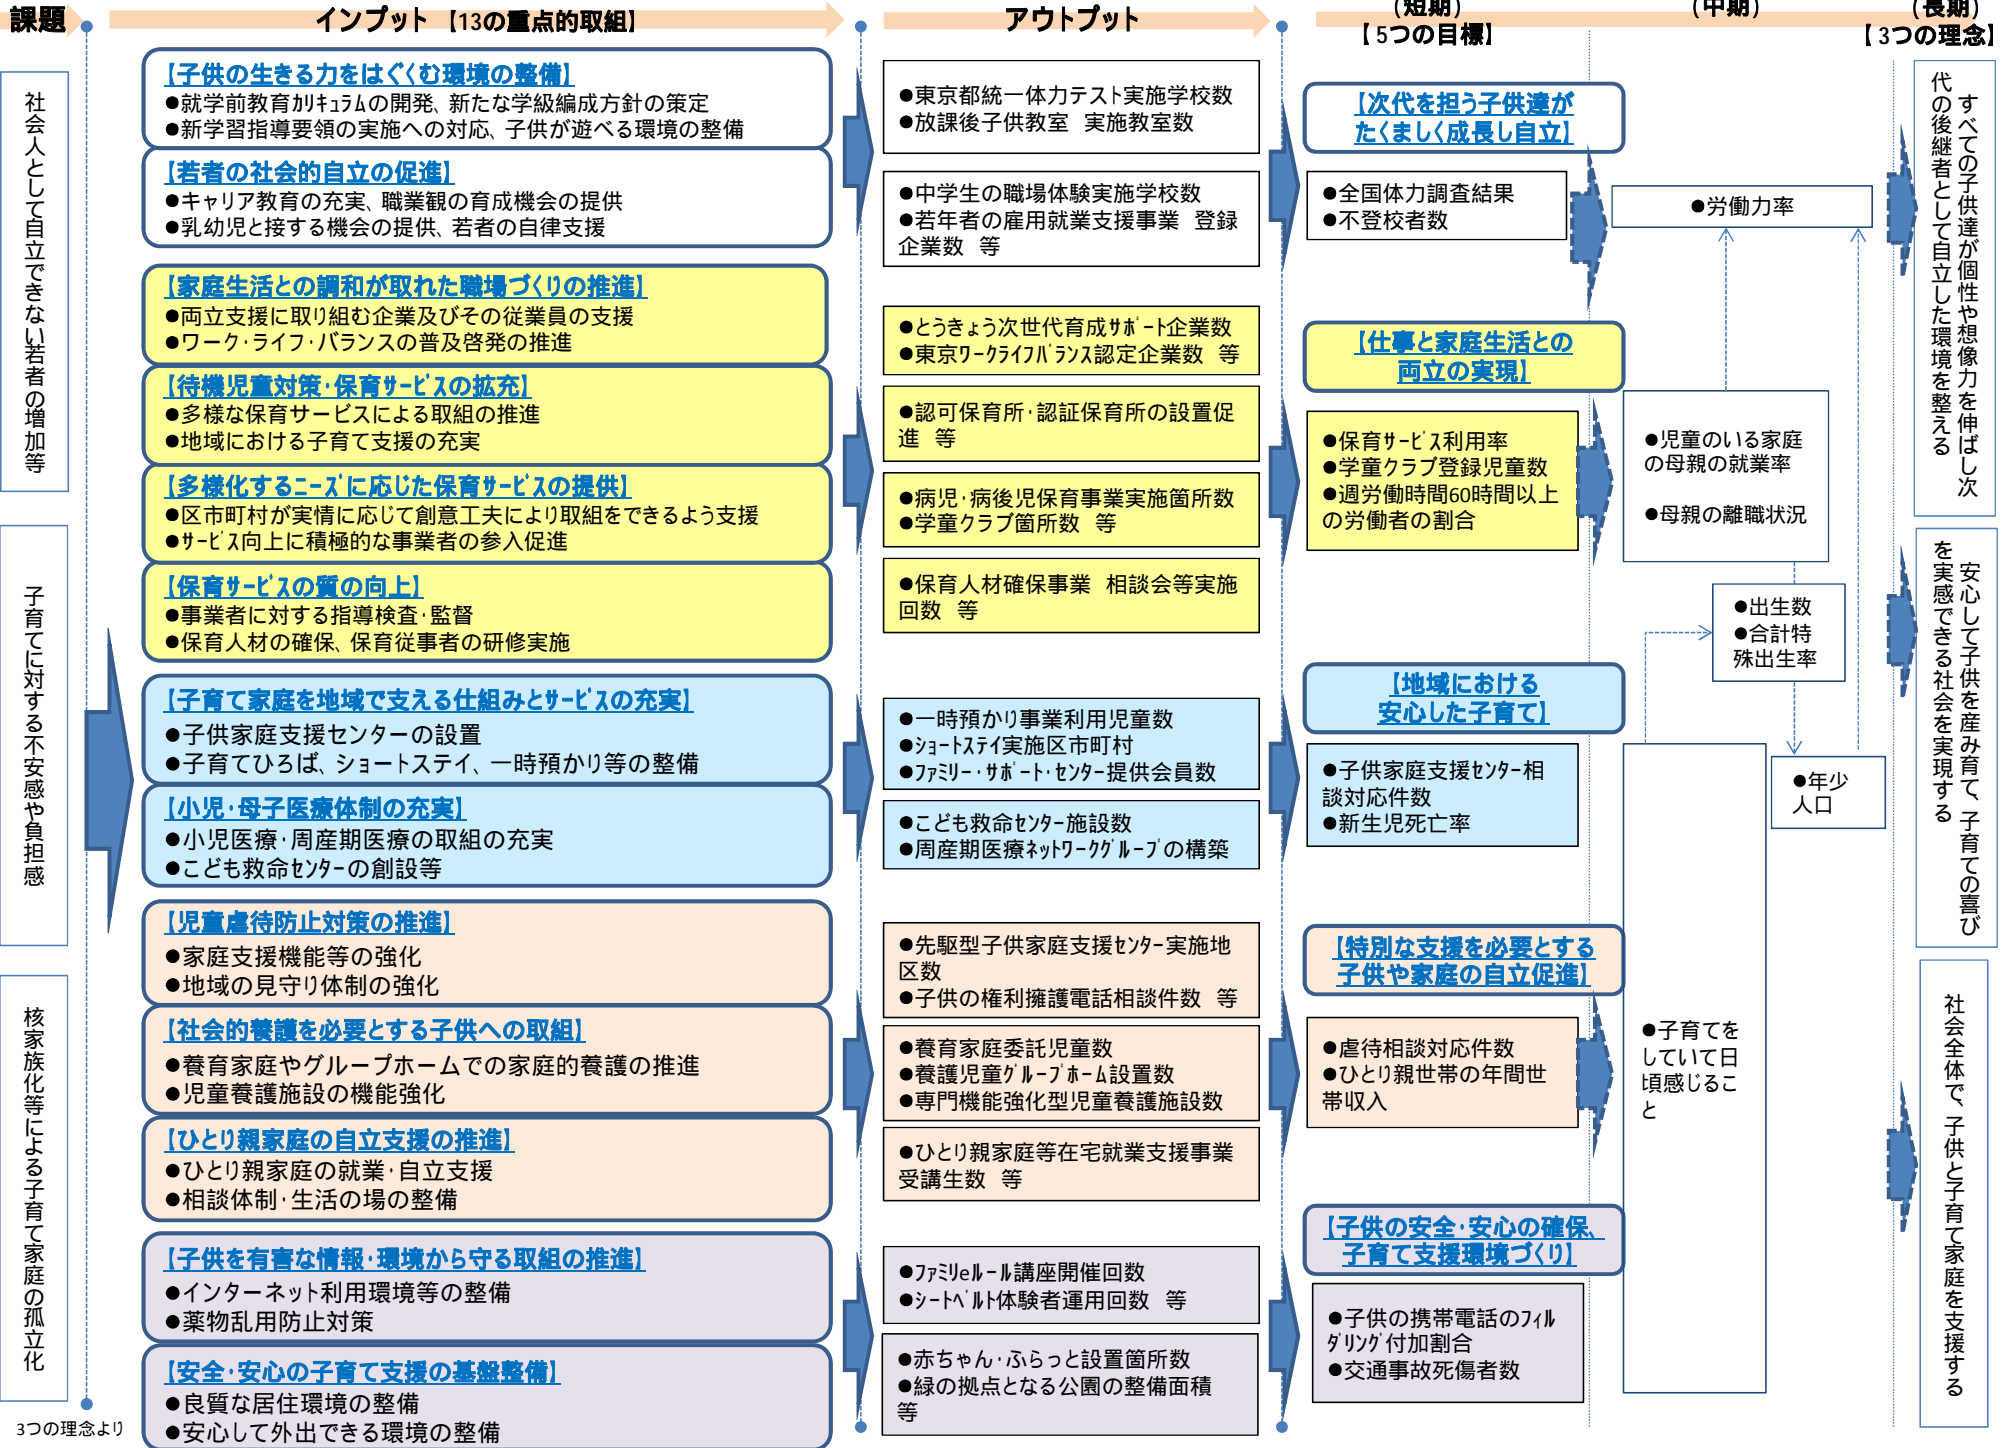 課題
インプット【13の重点的取組】
アウトプット
(短期)
【5つの目標】
(中期)
(長期)
【3つの理念】
社会人として自立できない若者の増加等
子育てに対する不安感や負担感
核家族化等による子育て家庭の孤立化
3つの理念より
【子供の生きる力をはぐくむ環境の整備】
●就学前教育ｶﾘｷｭﾗﾑの開発、新たな学級編成方針の策定
●新学習指導要領の実施への対応、子供が遊べる環境の整備
【若者の社会的自立の促進】
●キャリア教育の充実、職業観の育成機会の提供
●乳幼児と接する機会の提供、若者の自律支援
【家庭生活との調和が取れた職場づくりの推進】
●両立支援に取り組む企業及びその従業員の支援
●ワーク･ライフ･バランスの普及啓発の推進
【待機児童対策･保育ｻｰﾋﾞｽの拡充】
●多様な保育サービスによる取組の推進
●地域における子育て支援の充実
【多様化するﾆｰｽﾞに応じた保育ｻｰﾋﾞｽの提供】
●区市町村が実情に応じて創意工夫により取組をできるよう支援
●ｻｰﾋﾞｽ向上に積極的な事業者の参入促進
【保育ｻｰﾋﾞｽの質の向上】
●事業者に対する指導検査･監督
●保育人材の確保、保育従事者の研修実施
【子育て家庭を地域で支える仕組みとｻｰﾋﾞｽの充実】
●子供家庭支援センターの設置
●子育てひろば、ショートステイ、一時預かり等の整備
【小児･母子医療体制の充実】
●小児医療･周産期医療の取組の充実
●こども救命ｾﾝﾀｰの創設等
【児童虐待防止対策の推進】
●家庭支援機能等の強化
●地域の見守り体制の強化
【社会的養護を必要とする子供への取組】
●養育家庭やグループホームでの家庭的養護の推進
●児童養護施設の機能強化
【ひとり親家庭の自立支援の推進】
●ひとり親家庭の就業･自立支援
●相談体制･生活の場の整備
【子供を有害な情報･環境から守る取組の推進】
●インターネット利用環境等の整備
●薬物乱用防止対策
【安全･安心の子育て支援の基盤整備】
●良質な居住環境の整備
●安心して外出できる環境の整備
●東京都統一体力テスト実施学校数
●放課後子供教室 実施教室数
●中学生の職場体験実施学校数
●若年者の雇用就業支援事業 登録
企業数 等
●とうきょう次世代育成ｻﾎﾟｰﾄ企業数
●東京ﾜｰｸﾗｲﾌﾊﾞﾗﾝｽ認定企業数 等
●認可保育所･認証保育所の設置促
進 等
●病児･病後児保育事業実施箇所数
●学童クラブ箇所数 等
●保育人材確保事業 相談会等実施
回数 等
●一時預かり事業利用児童数
●ｼｮｰﾄｽﾃｲ実施区市町村
●ﾌｧﾐﾘｰ･ｻﾎﾟｰﾄ･ｾﾝﾀｰ提供会員数
●こども救命ｾﾝﾀｰ施設数
●周産期医療ﾈｯﾄﾜｰｸｸﾞﾙｰﾌﾟの構築
●先駆型子供家庭支援ｾﾝﾀｰ実施地
区数
●子供の権利擁護電話相談件数 等
●養育家庭委託児童数
●養護児童ｸﾞﾙｰﾌﾟﾎｰﾑ設置数
●専門機能強化型児童養護施設数
●ひとり親家庭等在宅就業支援事業
受講生数 等
●ﾌｧﾐﾘeﾙｰﾙ講座開催回数
●ｼｰﾄﾍﾞﾙﾄ体験者運用回数 等
●赤ちゃん･ふらっと設置箇所数
●緑の拠点となる公園の整備面積
等
【次代を担う子供達が
たくましく成長し自立】
●全国体力調査結果
●不登校者数
【仕事と家庭生活との
両立の実現】
●保育ｻｰﾋﾞｽ利用率
●学童クラブ登録児童数
●週労働時間60時間以上
の労働者の割合
【地域における
安心した子育て】
●子供家庭支援ｾﾝﾀｰ相
談対応件数
●新生児死亡率
【特別な支援を必要とする
子供や家庭の自立促進】
●虐待相談対応件数
●ひとり親世帯の年間世
帯収入
【子供の安全･安心の確保、
子育て支援環境づくり】
●子供の携帯電話のﾌｨﾙ
ﾀﾘﾝｸﾞ付加割合
●交通事故死傷者数
●労働力率
●児童のいる家庭
の母親の就業率
●母親の離職状況
●出生数
●合計特
殊出生率
●年少
人口
●子育てを
していて日
頃感じるこ
と
すべての子供達が個性や想像力を伸ばし次
代の後継者として自立した環境を整える
安心して子供を産み育て、子育ての喜び
を実感できる社会を実現する
社会全体で、子供と子育て家庭を支援する